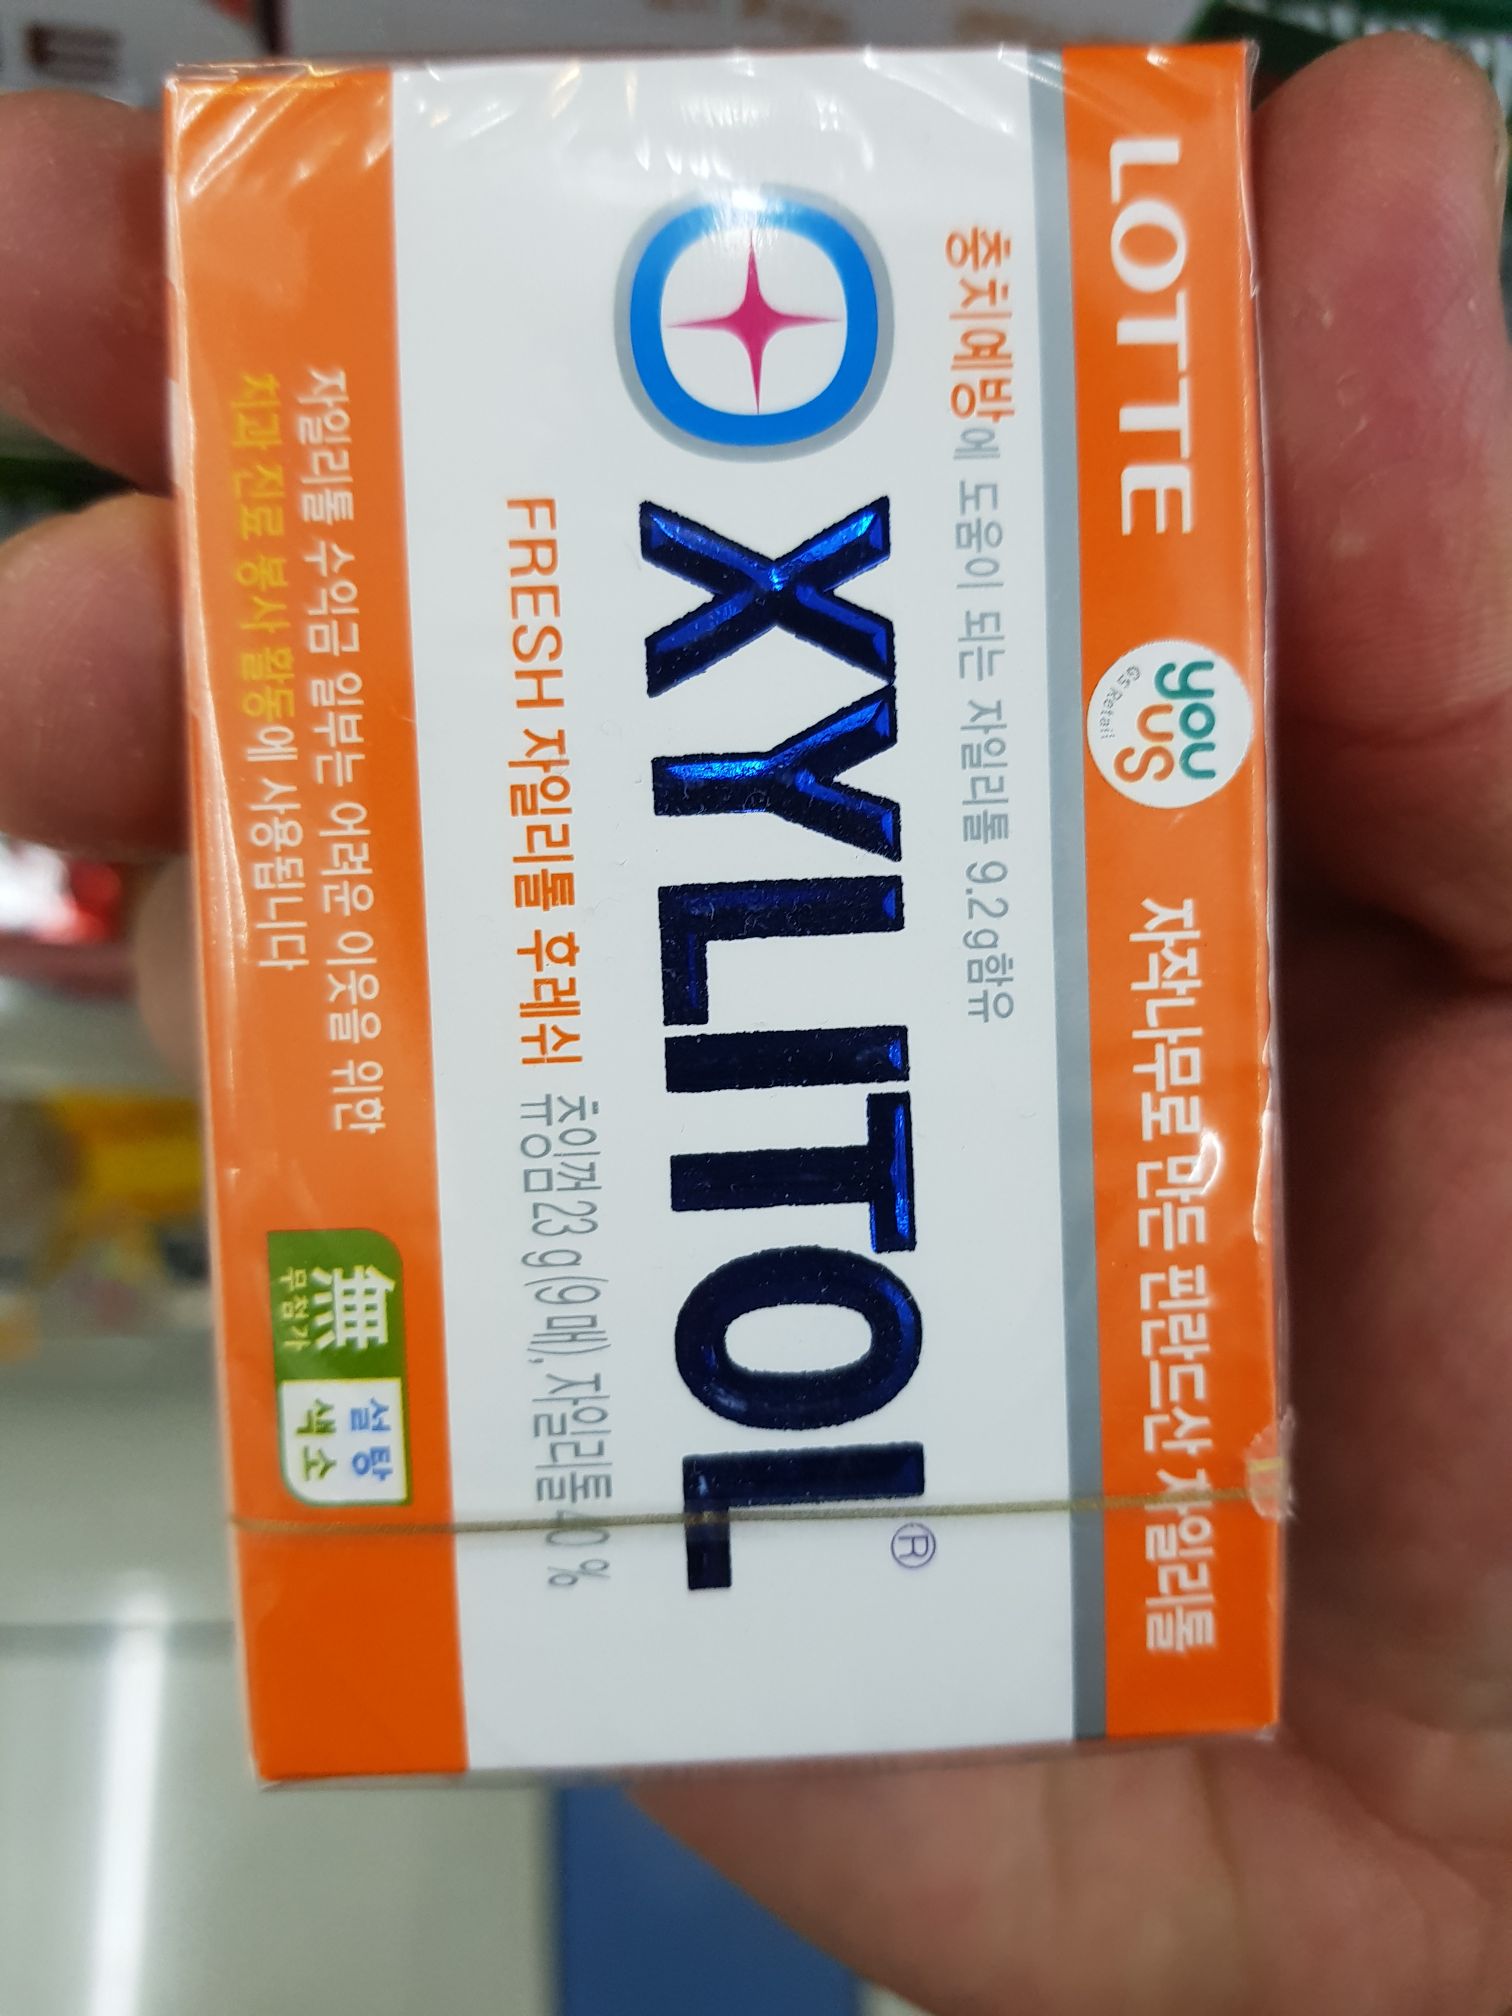 LOTTE
you
us
GS Retail
자작나무로 만든 핀란드산 자일리톨
충치예방에 도움이 되는 자일리톨 9.2g함유
XYLITOL®
FRESH 자일리톨 후레쉬
츄잉껌 23 g (9매), 자일리톨 40 %
자일리톨 수익금 일부는 어려운 이웃을 위한
치과 진료 봉사 활동에 사용됩니다
無
무첨가
설탕
색소